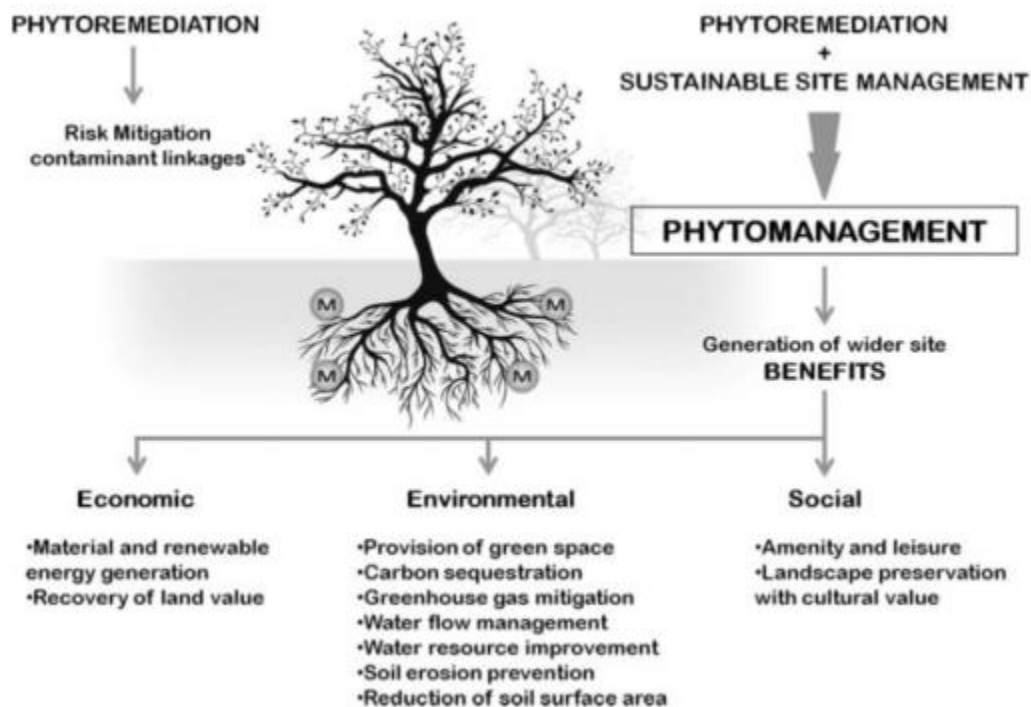 PHYTOREMEDIATION
Risk Mitigation
contaminant linkages
PHYTOREMEDIATION
+
SUSTAINABLE SITE MANAGEMENT
PHYTOMANAGEMENT
Generation of wider site
BENEFITS
M
M
M
M
Economic
•Material and renewable
energy generation
•Recovery of land value
Environmental
•Provision of green space
•Carbon sequestration
•Greenhouse gas mitigation
•Water flow management
•Water resource improvement
•Soil erosion prevention
•Reduction of soil surface area
Social
•Amenity and leisure
•Landscape preservation
with cultural value